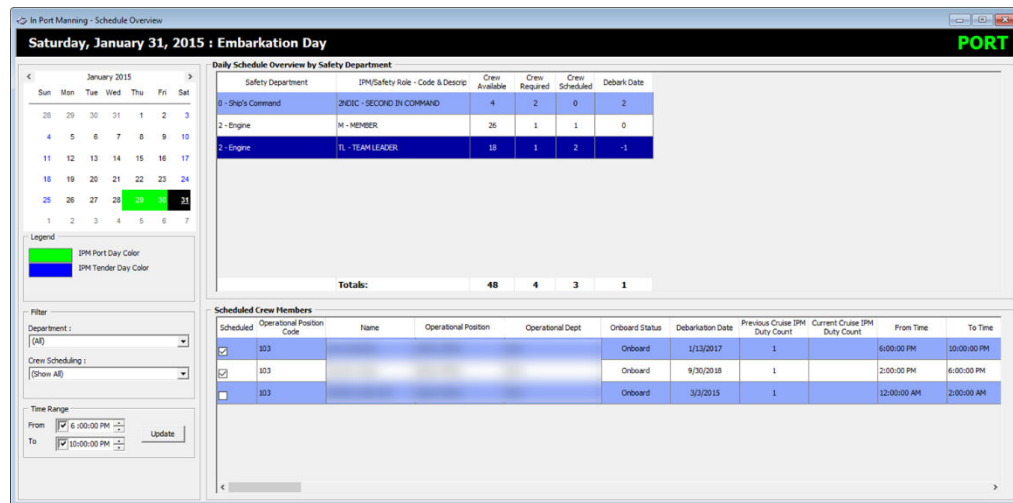 In Port Manning - Schedule Overview
Saturday, January 31, 2015 : Embarkation Day
PORT
< January 2015 >
Sun Mon Tue Wed Thu Fri Sat
28 29 30 31 1 2 3
4 5 6 7 8 9 10
11 12 13 14 15 16 17
18 19 20 21 22 23 24
25 26 27 28 29 30 31
1 2 3 4 5 6 7
Legend
IPM Port Day Color
IPM Tender Day Color
Filter
Department :
(All)
Crew Scheduling :
(Show All)
Time Range
From 6 :00:00 PM
To 10:00:00 PM
Update
Daily Schedule Overview by Safety Department
Safety Department IPM/Safety Role - Code & Descrip Crew Available Crew Required Crew Scheduled Debark Date
0 - Ship's Command 2NDIC - SECOND IN COMMAND 4 2 0 2
2 - Engine M - MEMBER 26 1 1 0
2 - Engine TL - TEAM LEADER 18 1 2 -1
Totals: 48 4 3 1
Scheduled Crew Members
Scheduled Operational Position Code Name Operational Position Operational Dept Onboard Status Debarkation Date Previous Cruise IPM Duty Count Current Cruise IPM Duty Count From Time To Time
103 Onboard 1/13/2017 1 6:00:00 PM 10:00:00 PM
103 Onboard 9/30/2018 1 2:00:00 PM 6:00:00 PM
103 Onboard 3/3/2015 1 12:00:00 AM 2:00:00 AM